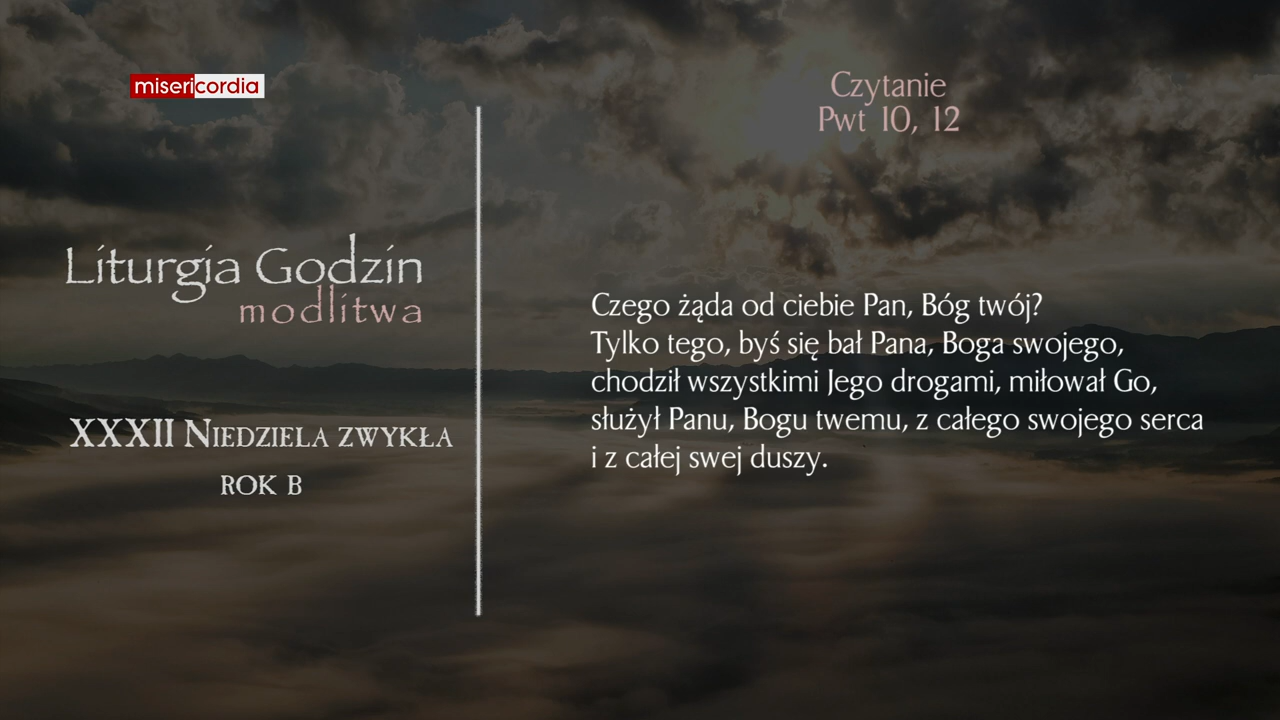 misericordia
Liturgia Godzin
modlitwa
XXXII Niedziela zwykła
rok B
Czytanie
Pwt 10, 12
Czego żąda od ciebie Pan, Bóg twój?
Tylko tego, byś się bał Pana, Boga swojego,
chodził wszystkimi Jego drogami, miłował Go,
służył Panu, Bogu twemu, z całego swojego serca
i z całej swej duszy.